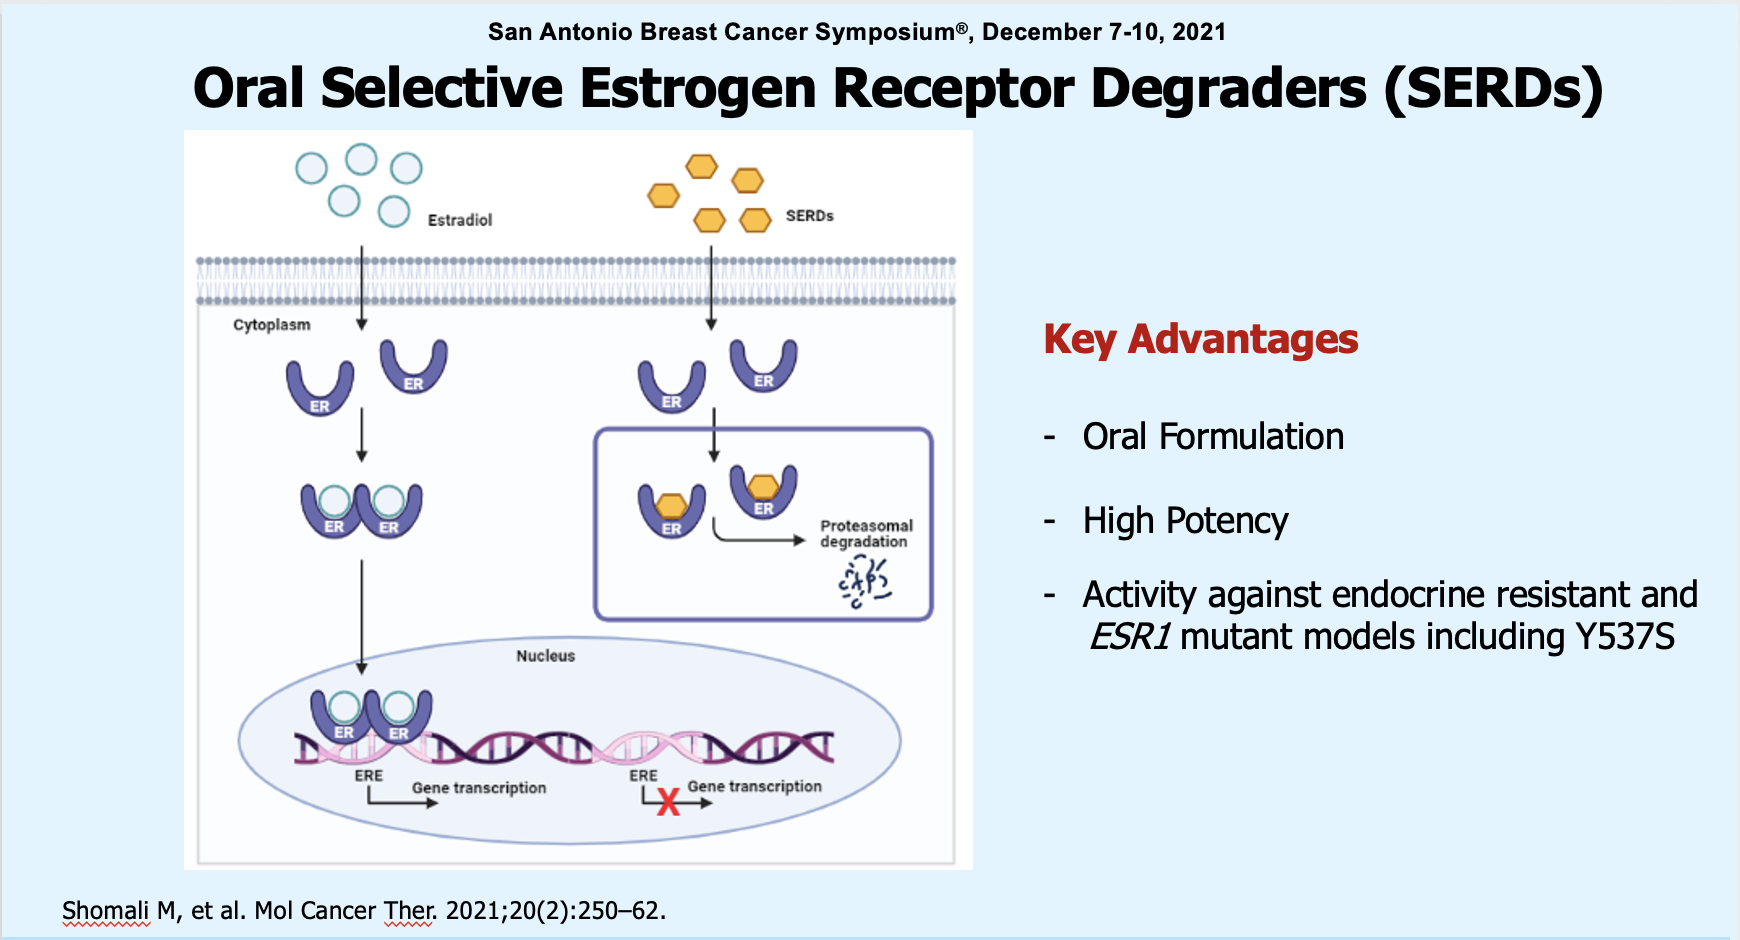 San Antonio Breast Cancer Symposium®, December 7-10, 2021
Oral Selective Estrogen Receptor Degraders (SERDs)
Estradiol
SERDs
Cytoplasm
ER
ER
ER
ER
ER
ER
ER
ER
Proteasomal
degradation
Nucleus
ER
ER
ERE
Gene transcription
ERE
X
Gene transcription
Key Advantages
- Oral Formulation
- High Potency
- Activity against endocrine resistant and
ESR1 mutant models including Y537S
Shomali M, et al. Mol Cancer Ther. 2021;20(2):250–62.